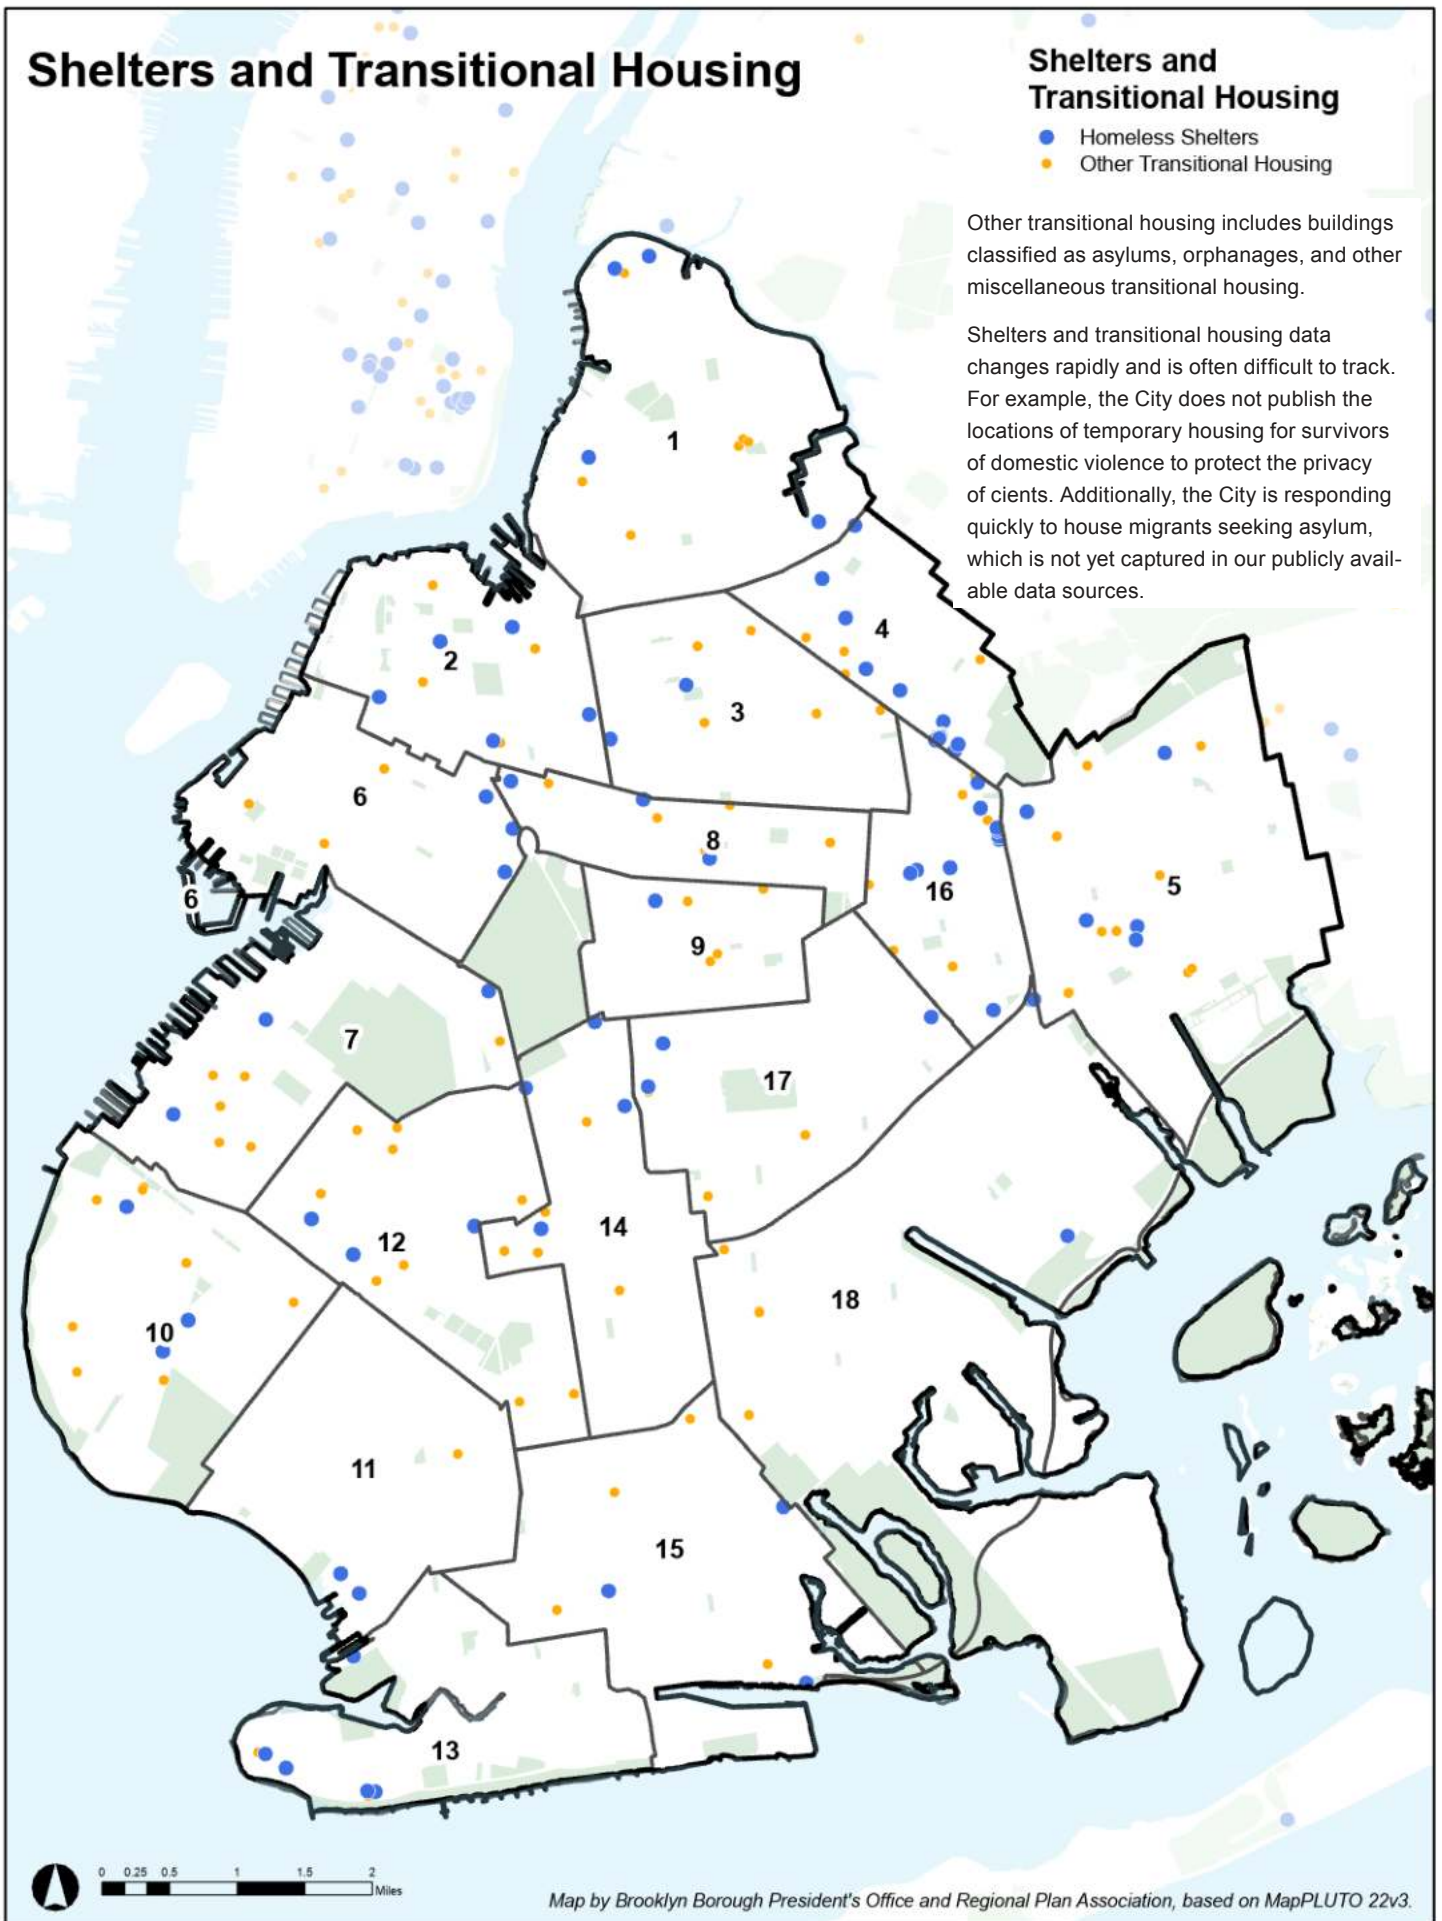 Shelters and Transitional Housing
Shelters and
Transitional Housing
Homeless Shelters
Other Transitional Housing
Other transitional housing includes buildings
classified as asylums, orphanages, and other
miscellaneous transitional housing.
Shelters and transitional housing data
changes rapidly and is often difficult to track.
For example, the City does not publish the
locations of temporary housing for survivors
of domestic violence to protect the privacy
of cients. Additionally, the City is responding
quickly to house migrants seeking asylum,
which is not yet captured in our publicly avail-
able data sources.
1
4
2
3
6
8
5
16
6
9
7
17
14
12
18
10
11
15
13
0 0.25 0.5 1 1.5 2
Miles
Map by Brooklyn Borough President's Office and Regional Plan Association, based on MapPLUTO 22v3.